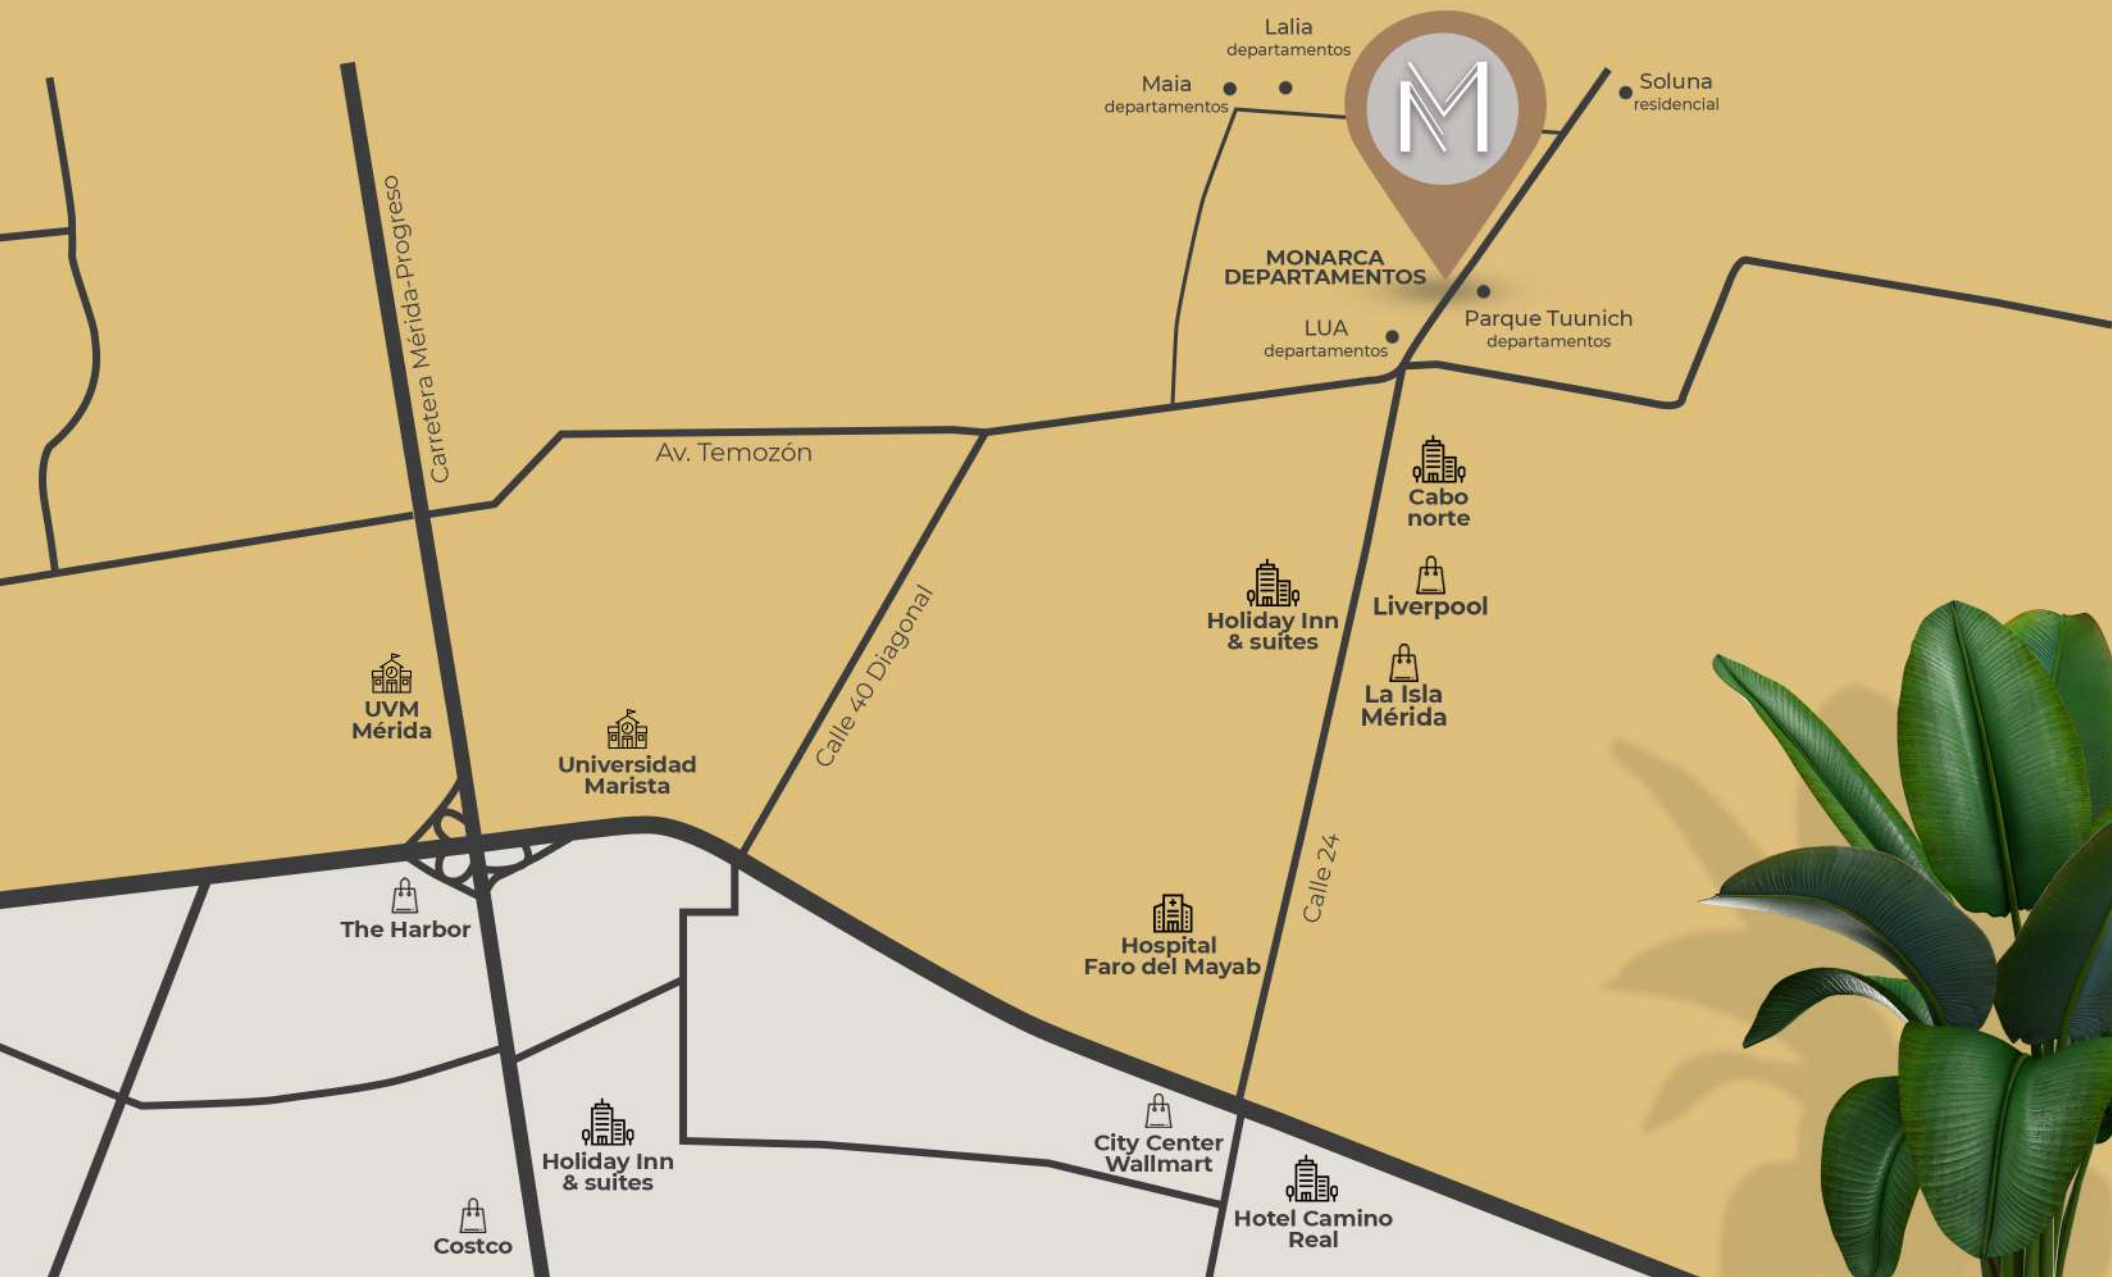 Lalia
departamentos
Maia
departamentos
M
Soluna
residencial
Carretera Mérida-Progreso
MONARCA
DEPARTAMENTOS
Parque Tuunich
departamentos
LUA
departamentos
Av. Temozón
Cabo
norte
Calle 40 Diagonal
Holiday Inn
& suites
Liverpool
La Isla
Mérida
UVM
Mérida
Universidad
Marista
Calle 24
The Harbor
Hospital
Faro del Mayab
Holiday Inn
& suites
City Center
Wallmart
Costco
Hotel Camino
Real